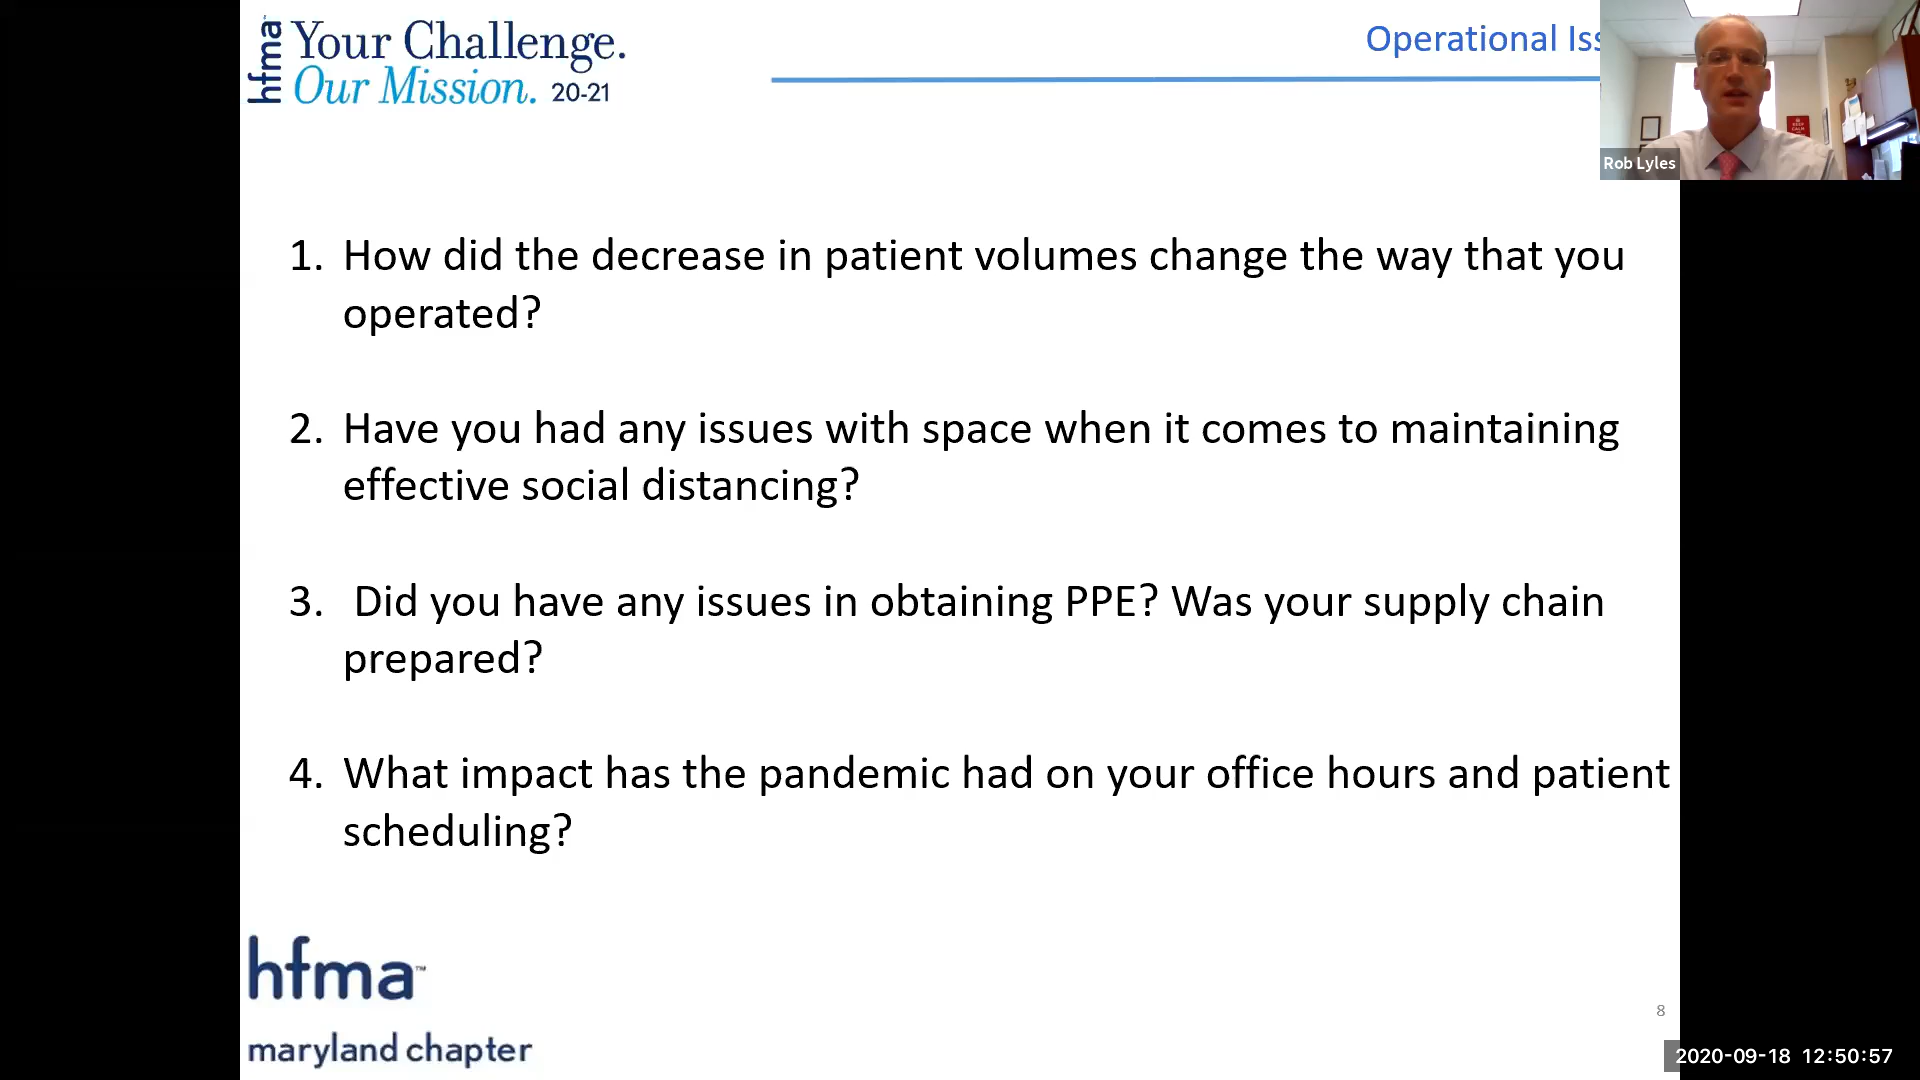 hfma™
Your Challenge.
Our Mission. 20-21
Operational Iss
Rob Lyles
KEEP
CALM
1. How did the decrease in patient volumes change the way that you
operated?
2. Have you had any issues with space when it comes to maintaining
effective social distancing?
3. Did you have any issues in obtaining PPE? Was your supply chain
prepared?
4. What impact has the pandemic had on your office hours and patient
scheduling?
hfma™
maryland chapter
8
2020-09-18 12:50:57